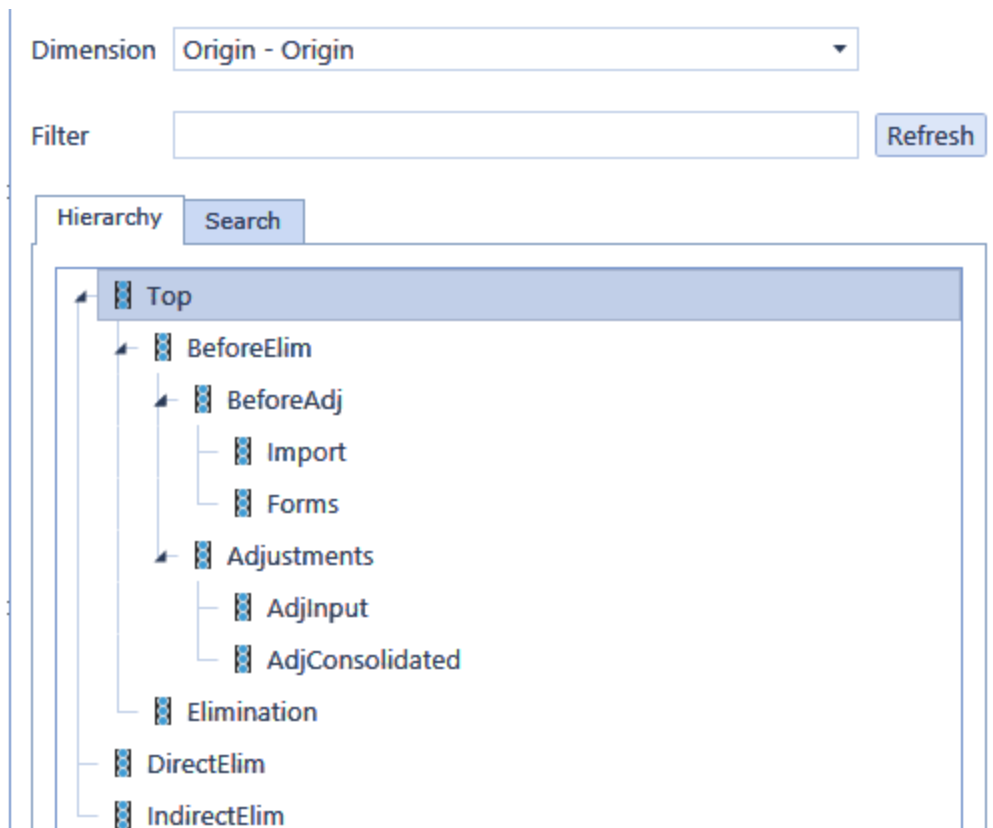 Dimension Origin - Origin
Filter Refresh
Hierarchy Search
Top
BeforeElim
BeforeAdj
Import
Forms
Adjustments
AdjInput
AdjConsolidated
Elimination
DirectElim
IndirectElim